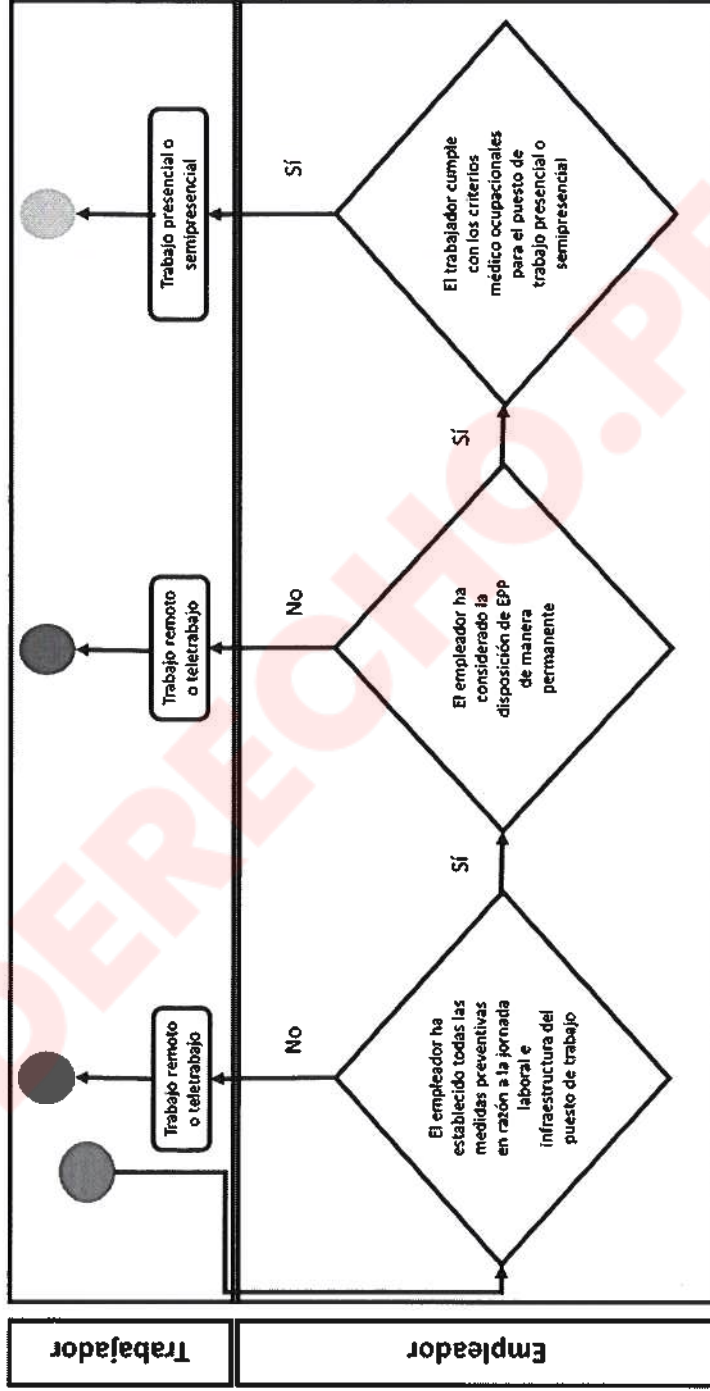 Trabajador
Trabajo remoto
o teletrabajo
Trabajo remoto
o teletrabajo
Trabajo presencial o
semipresencial
Empleador
No
No
Sí
El empleador ha
establecido todas las
medidas preventivas
en razón a la jornada
laboral e
infraestructura del
puesto de trabajo
Sí
El empleador ha
considerado la
disposición de EPP
de manera
permanente
Sí
El trabajador cumple
con los criterios
médico ocupacionales
para el puesto de
trabajo presencial o
semipresencial
DERECHO.PE